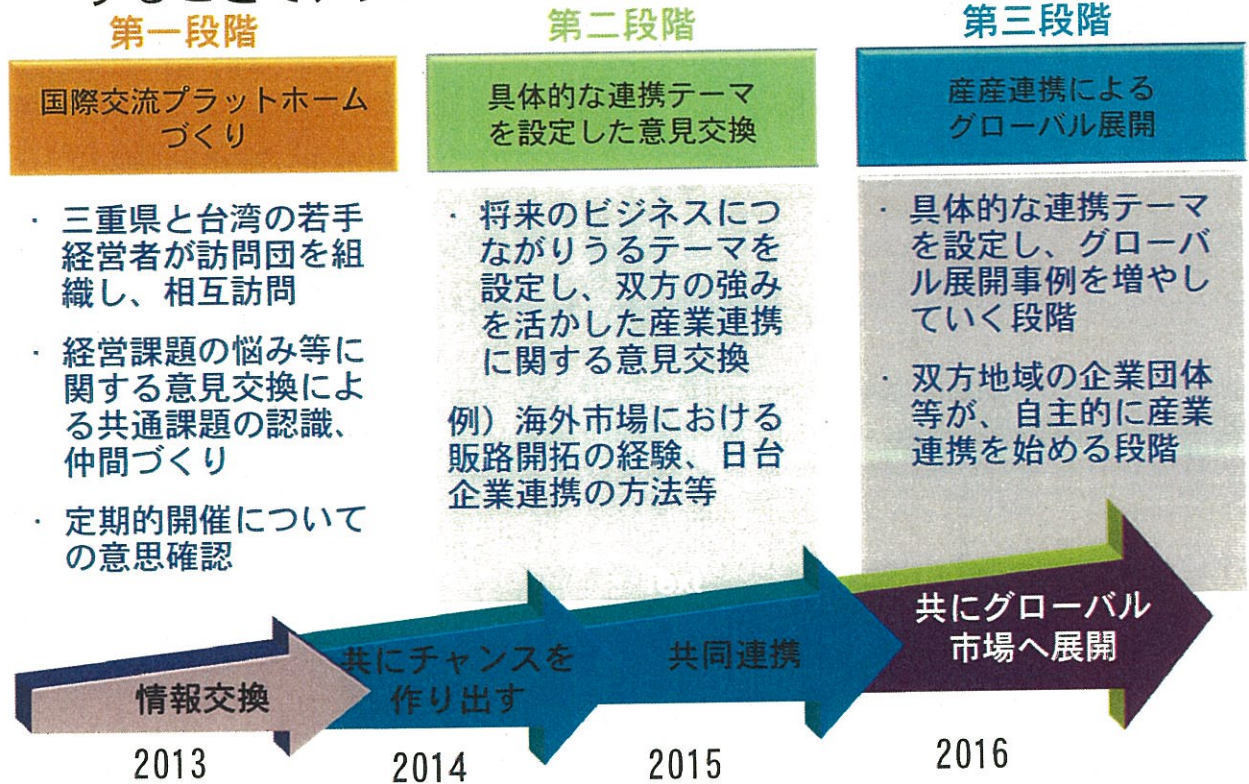 第一段階
国際交流プラットホーム
づくり
・ 三重県と台湾の若手
経営者が訪問団を組
織し、相互訪問
・ 経営課題の悩み等に
関する意見交換によ
る共通課題の認識、
仲間づくり
・ 定期的開催について
の意思確認
第二段階
具体的な連携テーマ
を設定した意見交換
・ 将来のビジネスにつ
ながりうるテーマを
設定し、双方の強み
を活かした産業連携
に関する意見交換
例）海外市場における
販路開拓の経験、日台
企業連携の方法等
第三段階
産産連携による
グローバル展開
・ 具体的な連携テーマ
を設定し、グローバ
ル展開事例を増やし
ていく段階
・ 双方地域の企業団体
等が、自主的に産業
連携を始める段階
情報交換
共にチャンスを
作り出す
共同連携
共にグローバル
市場へ展開
2013
2014
2015
2016